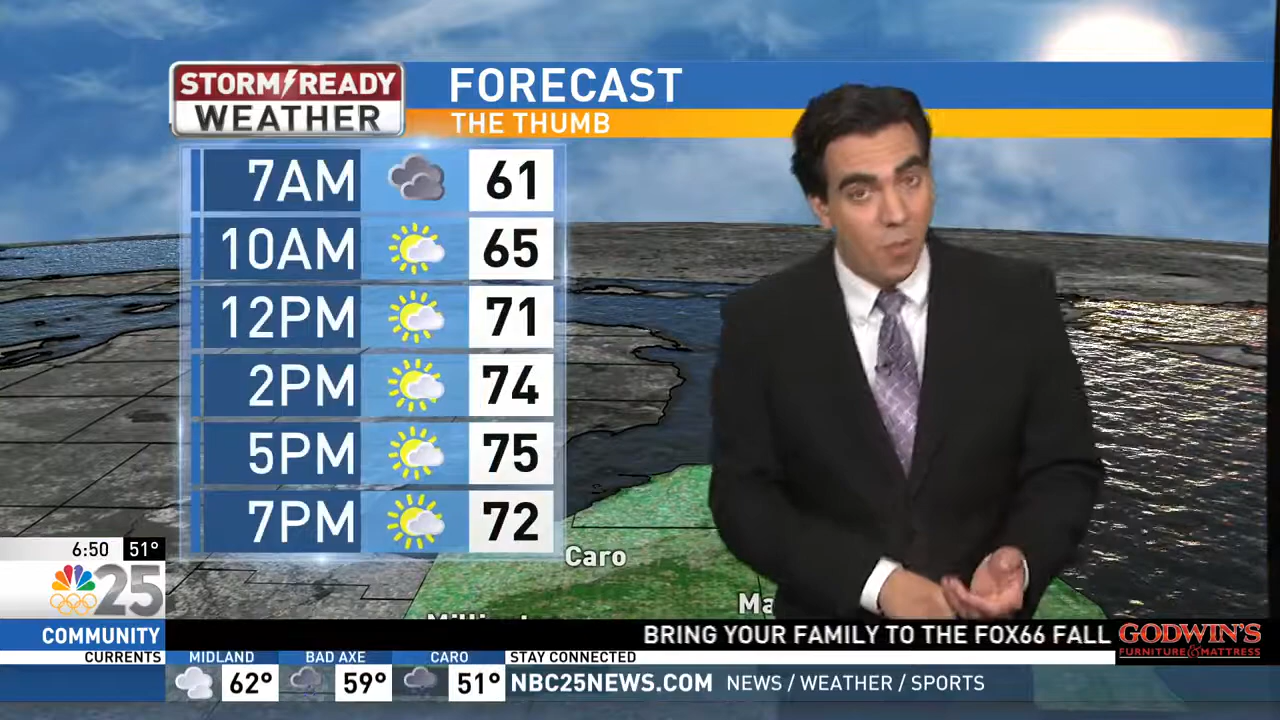 STORM READY
WEATHER
FORECAST
THE THUMB
7AM 61
10AM 65
12PM 71
2PM 74
5PM 75
7PM 72
Caro
6:50 51°
25
COMMUNITY
BRING YOUR FAMILY TO THE FOX66 FALL
GODWIN'S
FURNITURE & MATTRESS
CURRENTS
MIDLAND BAD AXE CARO STAY CONNECTED
62° 59° 51° NBC25NEWS.COM NEWS / WEATHER / SPORTS